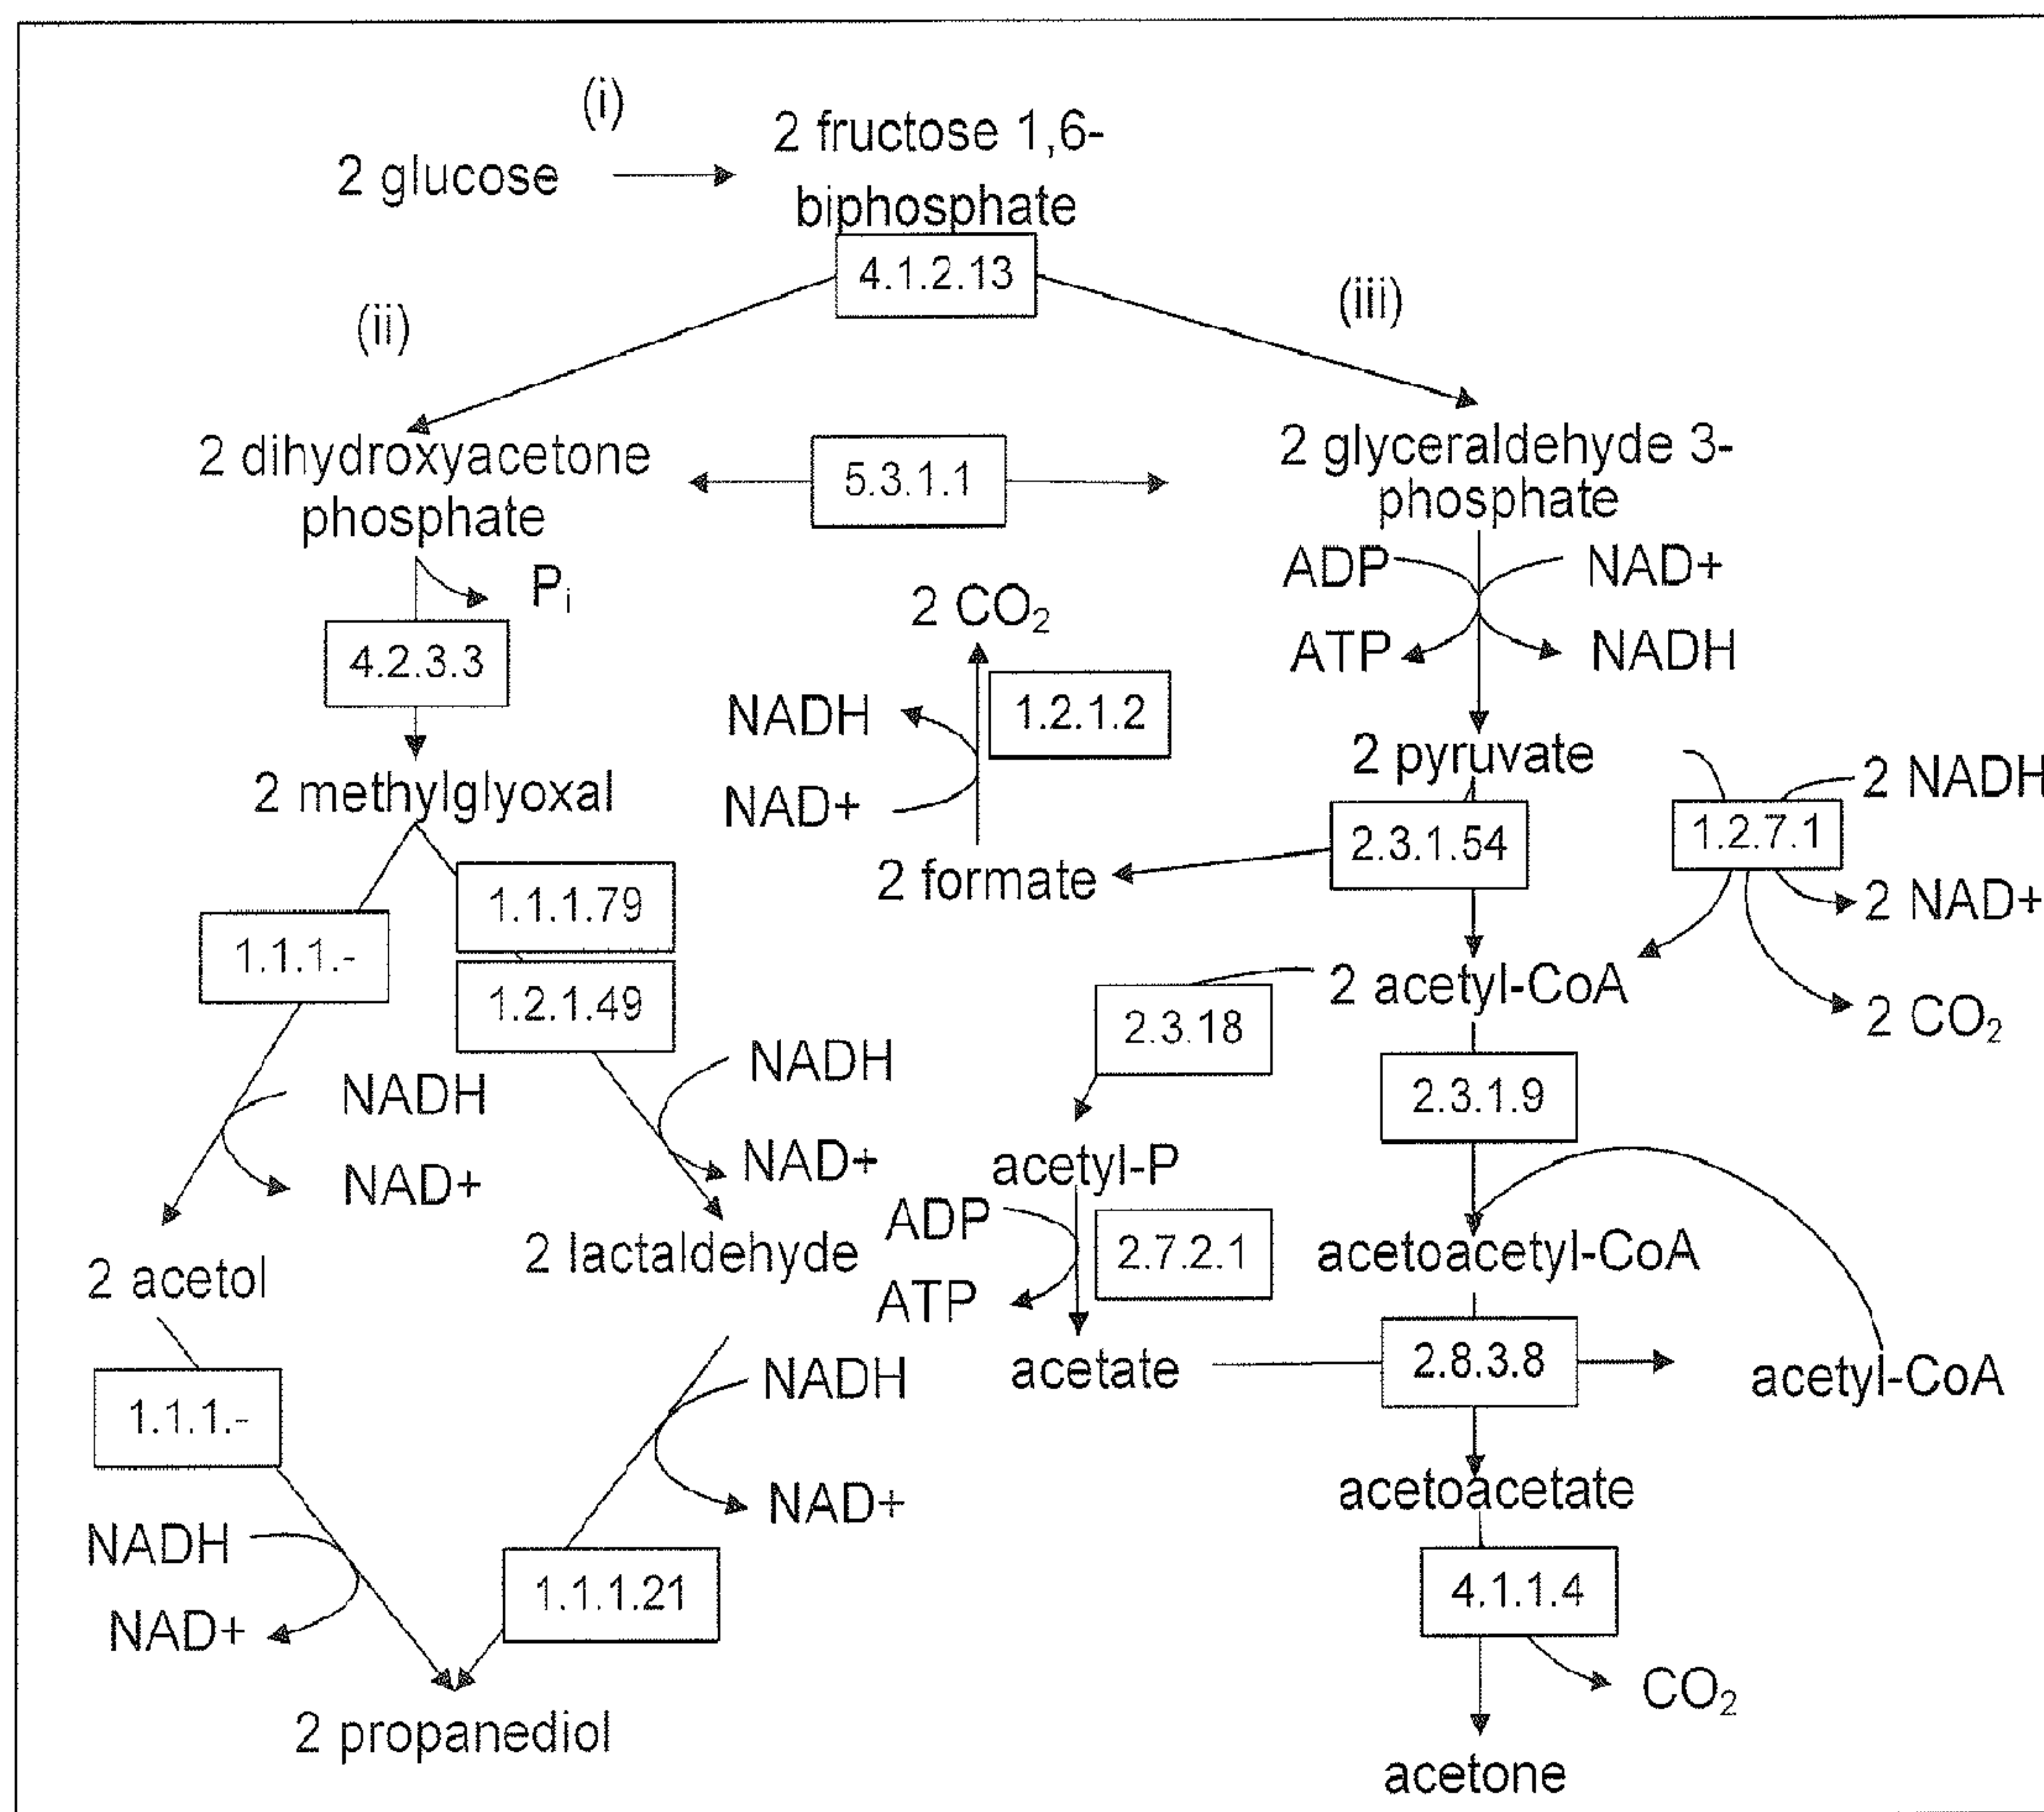 (i)
2 glucose
2 fructose 1,6-
biphosphate
4.1.2.13
(ii)
(iii)
2 dihydroxyacetone
phosphate
5.3.1.1
2 glyceraldehyde 3-
phosphate
Pi
4.2.3.3
2 CO2
ADP
NAD+
ATP
NADH
NADH
1.2.1.2
NAD+
2 methylglyoxal
2 pyruvate
2 NADH
2.3.1.54
1.2.7.1
2 formate
2 NAD+
1.1.1.79
1.1.1.-
1.2.1.49
2 acetyl-CoA
2 CO2
2.3.18
NADH
NAD+
NADH
NAD+
2.3.1.9
acetyl-P
ADP
2.7.2.1
ATP
2 acetol
2 lactaldehyde
acetoacetyl-CoA
acetate
2.8.3.8
acetyl-CoA
1.1.1.-
NADH
NAD+
acetoacetate
NADH
NAD+
1.1.1.21
4.1.1.4
CO2
2 propanediol
acetone